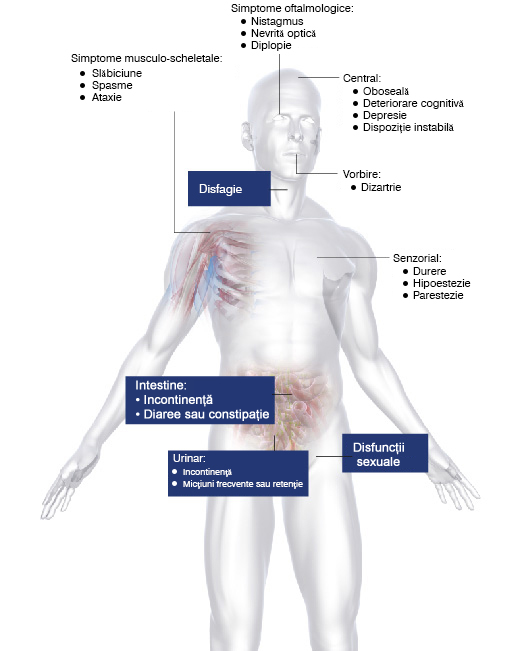 Simptome oftalmologice:
● Nistagmus
● Nevrită optică
● Diplopie
Simptome musculo-scheletale:
● Slăbiciune
● Spasme
● Ataxie
Central:
● Oboseală
● Deteriorare cognitivă
● Depresie
● Dispoziție instabilă
Vorbire:
● Dizartrie
Disfagie
Senzorial:
● Durere
● Hipoestezie
● Parestezie
Intestine:
• Incontinență
• Diaree sau constipație
Urinar:
● Incontinență
● Micțiuni frecvente sau retenție
Disfuncții
sexuale